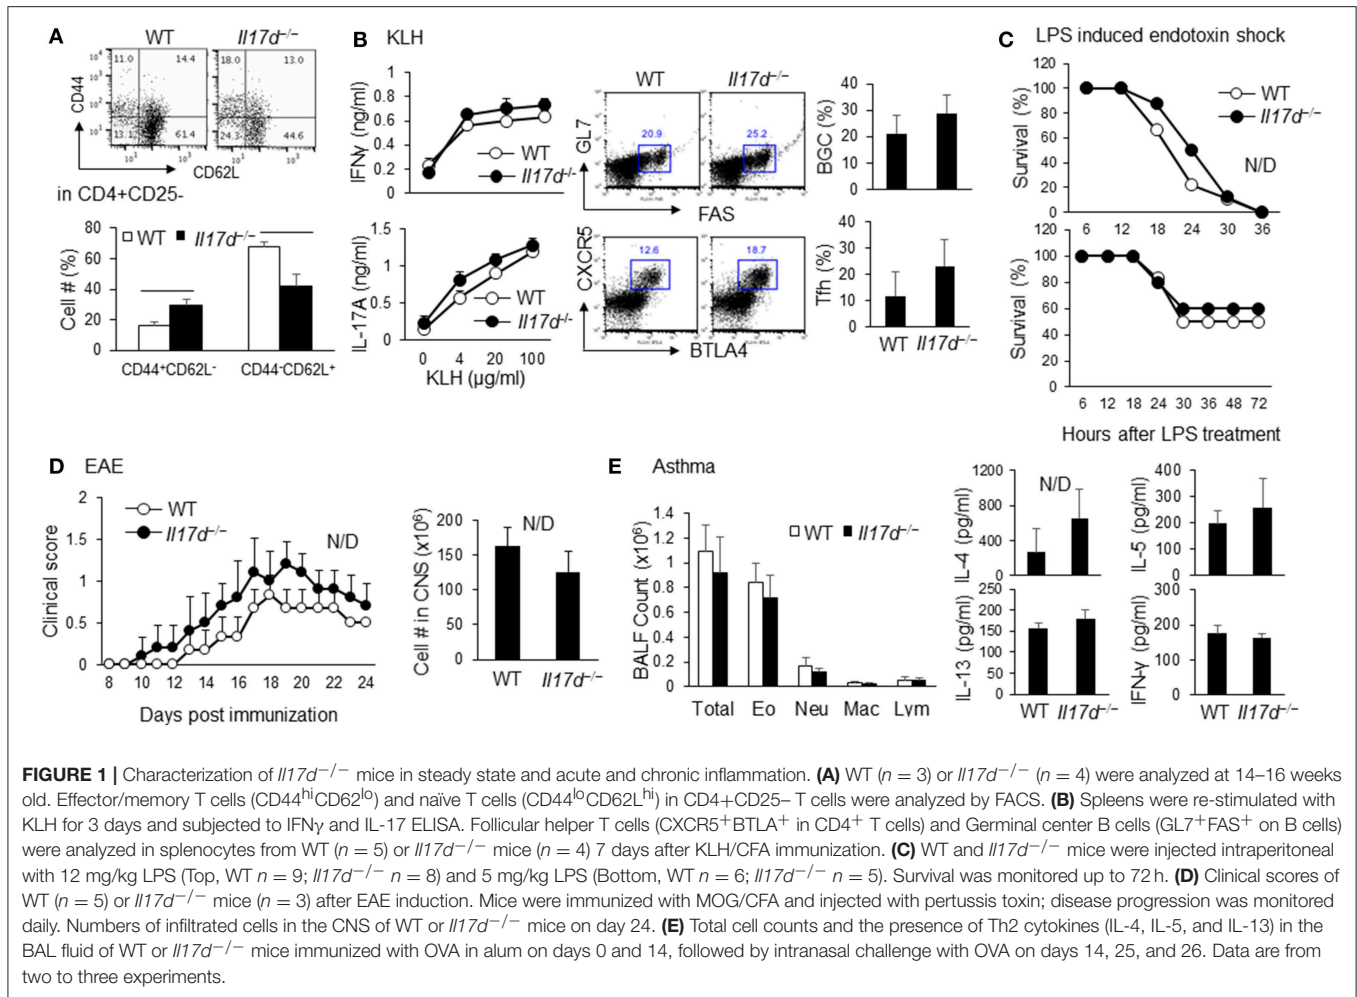 A
WT
Il17d−/−
11.0
14.4
18.0
13.0
13.1
61.4
24.3
44.6
CD44
10⁴
10³
10²
10¹
10¹
10³
10¹
10³
CD62L
in CD4+CD25-
WT
Il17d−/−
Cell # (%)
80
60
40
20
0
CD44+CD62L-
CD44-CD62L+
B
KLH
IFNγ (ng/ml)
1
0.8
0.6
0.4
0.2
0
WT
Il17d-/-
IL-17A (ng/ml)
1.5
1
0.5
0
WT
Il17d-/-
0
4
20
100
KLH (µg/ml)
WT
Il17d−/−
GL7
20.9
25.2
FAS
CXCR5
12.6
18.7
BTLA4
BGC (%)
40
30
20
10
0
Tfh (%)
40
30
20
10
0
WT
Il17d−/−
C
LPS induced endotoxin shock
Survival (%)
120
100
80
60
40
20
0
WT
Il17d−/−
N/D
6
12
18
24
30
36
Survival (%)
120
100
80
60
40
20
0
6
12
18
24
30
36
48
72
Hours after LPS treatment
D
EAE
Clinical score
2
1.5
1
0.5
0
WT
Il17d−/−
N/D
8
10
12
14
16
18
20
22
24
Days post immunization
Cell # in CNS (x10⁶)
200
150
100
50
0
N/D
WT
Il17d−/−
E
Asthma
BALF Count (x10⁶)
1.4
1.2
1
0.8
0.6
0.4
0.2
0
WT
Il17d−/−
Total
Eo
Neu
Mac
Lym
IL-4 (pg/ml)
1200
800
400
0
N/D
IL-5 (pg/ml)
400
300
200
100
0
IL-13 (pg/ml)
250
200
150
100
50
0
WT
Il17d−/−
IFN-γ (pg/ml)
300
200
100
0
WT
Il17d−/−
FIGURE 1 | Characterization of Il17d−/− mice in steady state and acute and chronic inflammation. (A) WT (n = 3) or Il17d−/− (n = 4) were analyzed at 14–16 weeks
old. Effector/memory T cells (CD44hiCD62lo) and naïve T cells (CD44loCD62Lhi) in CD4+CD25– T cells were analyzed by FACS. (B) Spleens were re-stimulated with
KLH for 3 days and subjected to IFNγ and IL-17 ELISA. Follicular helper T cells (CXCR5+BTLA+ in CD4+ T cells) and Germinal center B cells (GL7+FAS+ on B cells)
were analyzed in splenocytes from WT (n = 5) or Il17d−/− mice (n = 4) 7 days after KLH/CFA immunization. (C) WT and Il17d−/− mice were injected intraperitoneal
with 12 mg/kg LPS (Top, WT n = 9; Il17d−/− n = 8) and 5 mg/kg LPS (Bottom, WT n = 6; Il17d−/− n = 5). Survival was monitored up to 72 h. (D) Clinical scores of
WT (n = 5) or Il17d−/− mice (n = 3) after EAE induction. Mice were immunized with MOG/CFA and injected with pertussis toxin; disease progression was monitored
daily. Numbers of infiltrated cells in the CNS of WT or Il17d−/− mice on day 24. (E) Total cell counts and the presence of Th2 cytokines (IL-4, IL-5, and IL-13) in the
BAL fluid of WT or Il17d−/− mice immunized with OVA in alum on days 0 and 14, followed by intranasal challenge with OVA on days 14, 25, and 26. Data are from
two to three experiments.